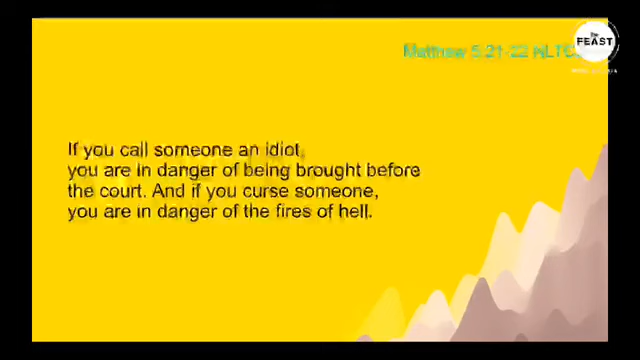 Matthew 5:21-22 NLTCE
The
FEAST
If you call someone an idiot,
you are in danger of being brought before
the court. And if you curse someone,
you are in danger of the fires of hell.